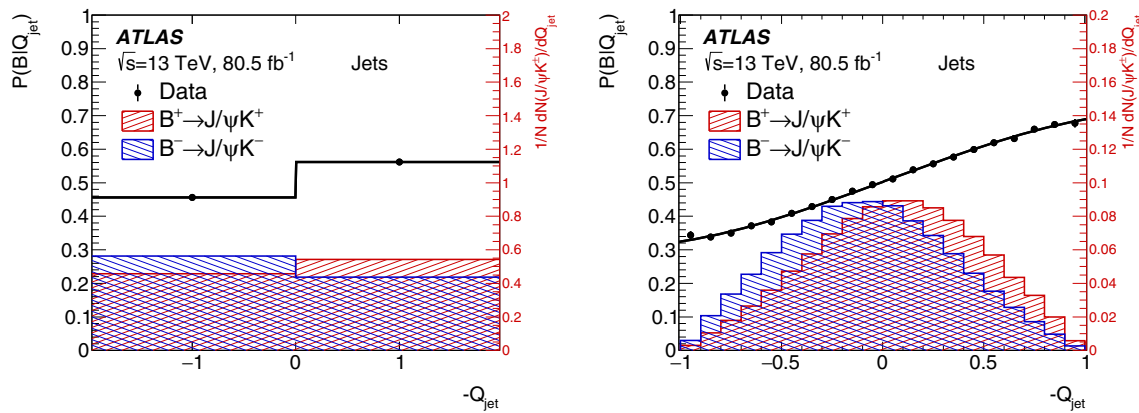 ATLAS
√s=13 TeV, 80.5 fb⁻¹ Jets
Data
B⁺→J/ψK⁺
B⁻→J/ψK⁻
P(B|Q_jet)
1
0.9
0.8
0.7
0.6
0.5
0.4
0.3
0.2
0.1
0
2
1.8
1.6
1.4
1.2
1
0.8
0.6
0.4
0.2
0
1/N dN(J/ψK^±)/dQ_jet
−1 0 1
-Q_jet
ATLAS
√s=13 TeV, 80.5 fb⁻¹ Jets
Data
B⁺→J/ψK⁺
B⁻→J/ψK⁻
P(B|Q_jet)
1
0.9
0.8
0.7
0.6
0.5
0.4
0.3
0.2
0.1
0
0.2
0.18
0.16
0.14
0.12
0.1
0.08
0.06
0.04
0.02
0
1/N dN(J/ψK^±)/dQ_jet
−1 −0.5 0 0.5 1
-Q_jet